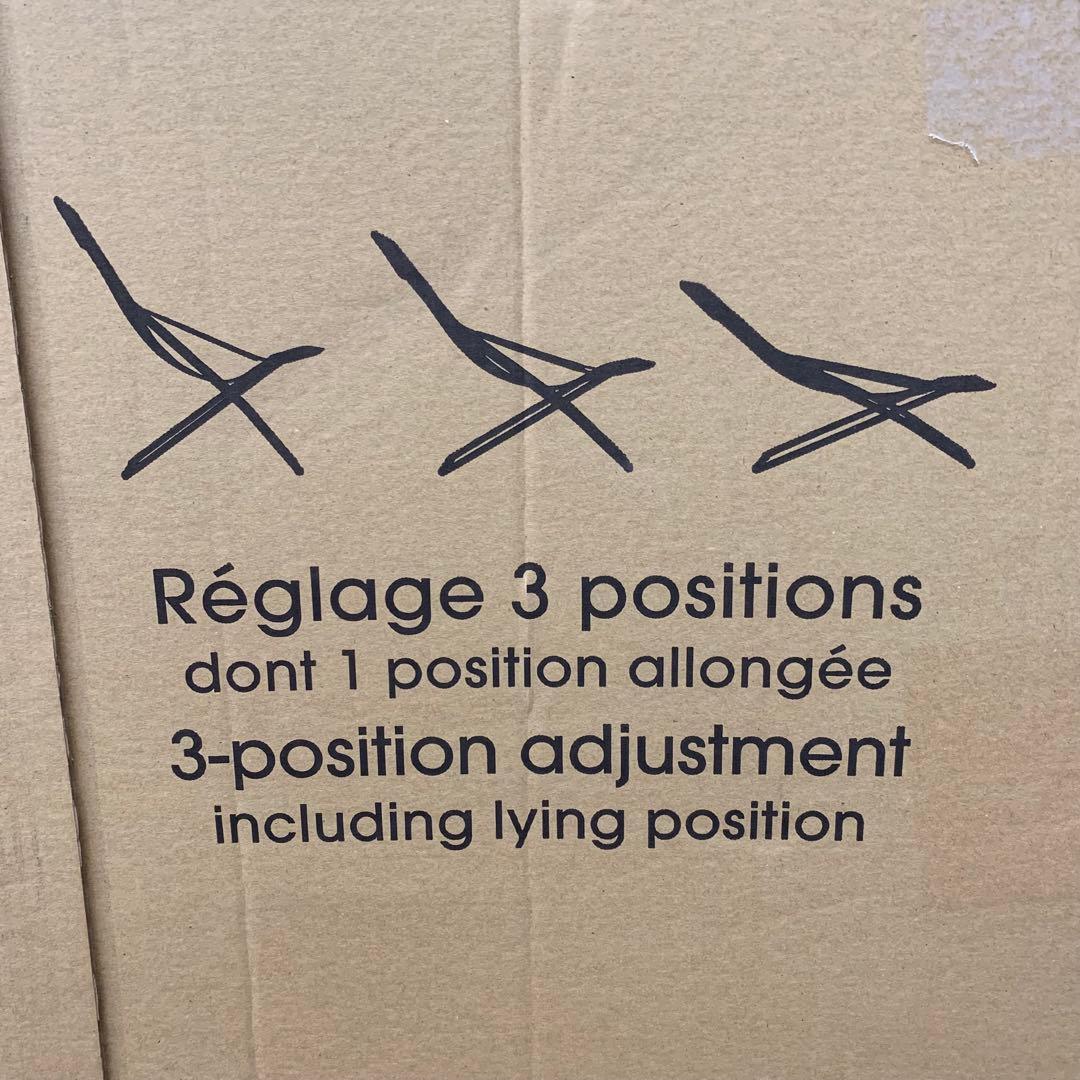 Réglage 3 positions
dont 1 position allongée
3-position adjustment
including lying position